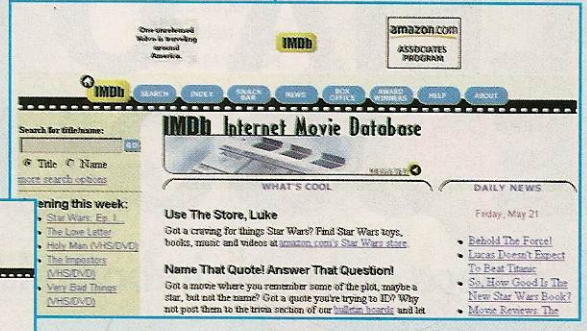 One unreleased
Volvo is traveling
around
America.
IMDb
amazon.com
ASSOCIATES
PROGRAM
IMDb
SEARCH
INDEX
SNACK
BAR
NEWS
BOX
OFFICE
AWARD
WINNERS
HELP
ABOUT
Search for title/name:
GO
Title Name
more search options
ening this week:
Star Wars: Ep. I...
The Love Letter
Holy Man (VHS/DVD)
The Impostors
(VHS/DVD)
Very Bad Things
(VHS/DVD)
IMDb Internet Movie Database
WHAT'S COOL
Use The Store, Luke
Got a craving for things Star Wars? Find Star Wars toys,
books, music and videos at amazon.com's Star Wars store.
Name That Quote! Answer That Question!
Got a movie where you remember some of the plot, maybe a
star, but not the name? Got a quote you're trying to ID? Why
not post them to the trivia section of our bulletin boards and let
DAILY NEWS
Friday, May 21
Behold The Force!
Lucas Doesn't Expect
To Beat Titanic
So, How Good Is The
New Star Wars Book?
Movie Reviews: The